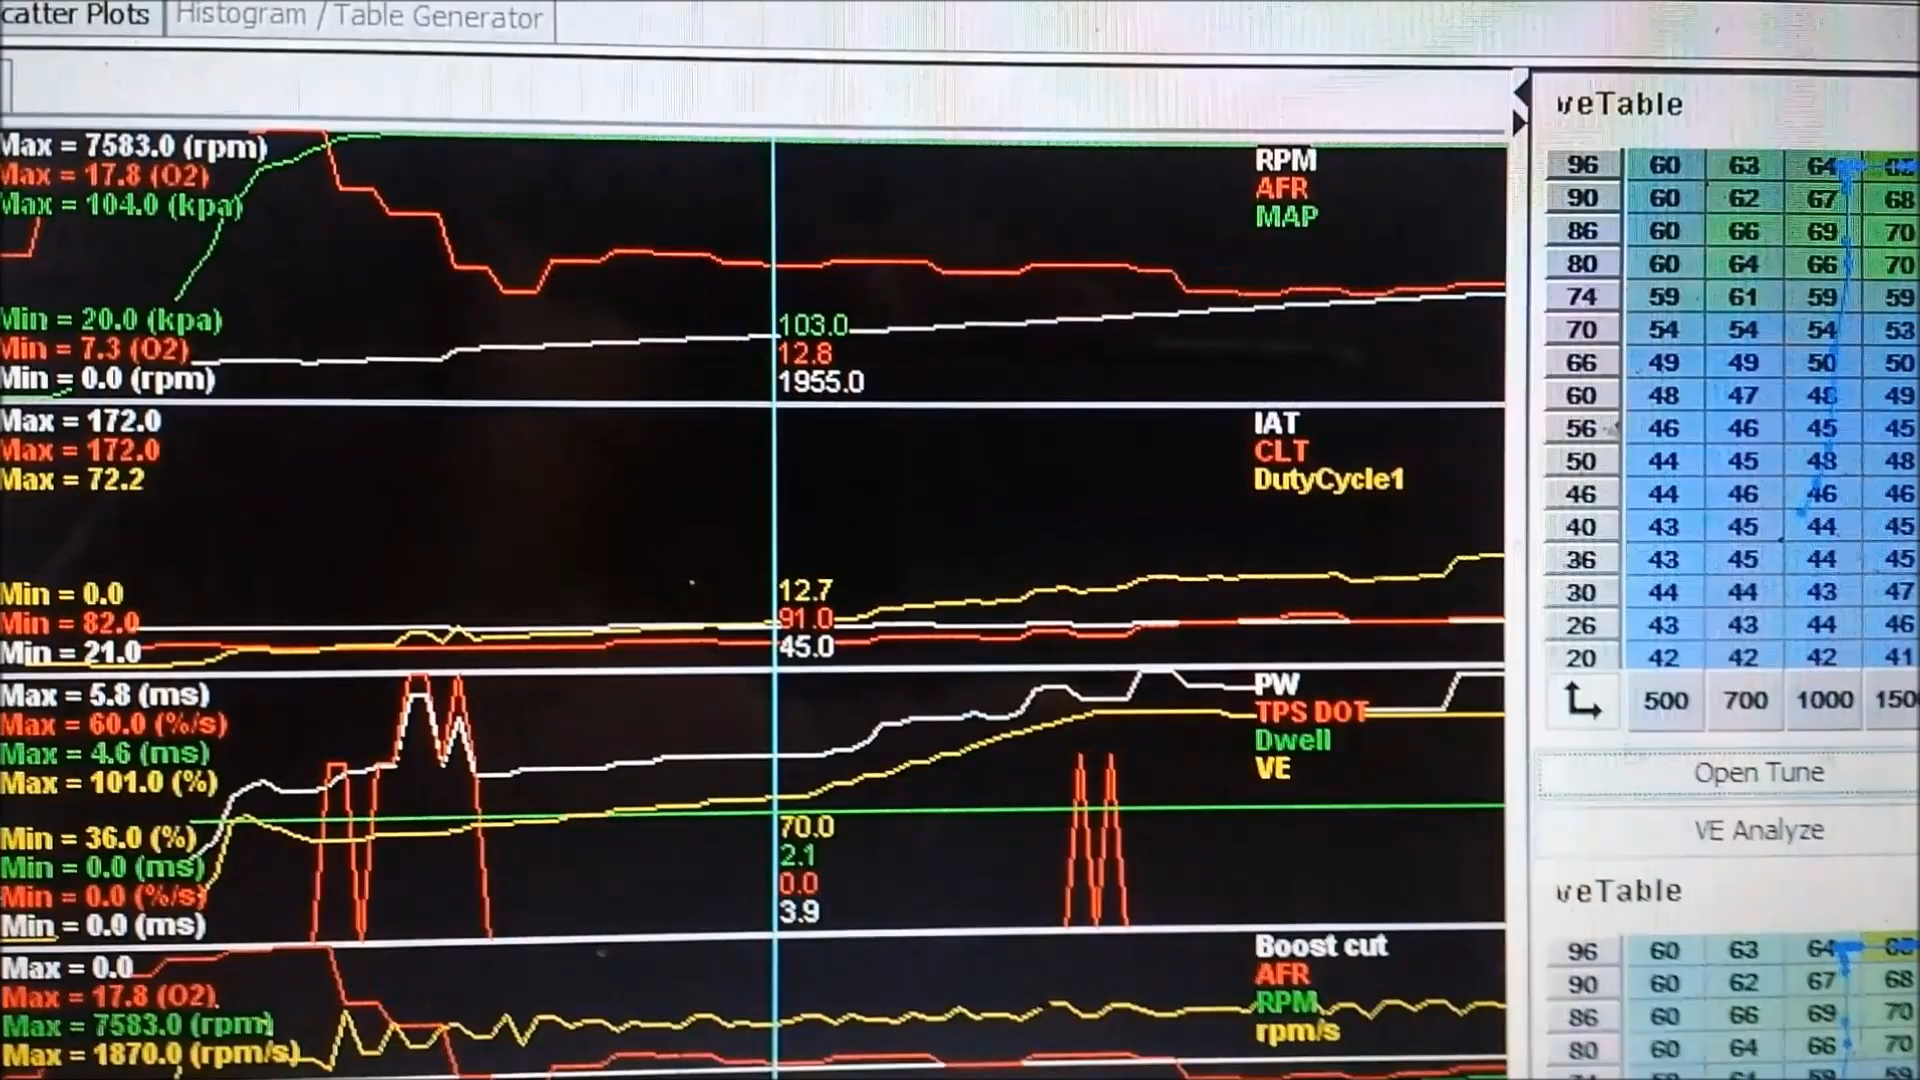 catter Plots Histogram / Table Generator
Max = 7583.0 (rpm)
Max = 17.8 (O2)
Max = 104.0 (kpa)
Min = 20.0 (kpa)
Min = 7.3 (O2)
Min = 0.0 (rpm)
RPM
AFR
MAP
103.0
12.8
1955.0
Max = 172.0
Max = 172.0
Max = 72.2
Min = 0.0
Min = 82.0
Min = 21.0
IAT
CLT
DutyCycle1
12.7
91.0
45.0
Max = 5.8 (ms)
Max = 60.0 (%/s)
Max = 4.6 (ms)
Max = 101.0 (%)
Min = 36.0 (%)
Min = 0.0 (ms)
Min = 0.0 (%/s)
Min = 0.0 (ms)
PW
TPS DOT
Dwell
VE
70.0
2.1
0.0
3.9
Max = 0.0
Max = 17.8 (O2)
Max = 7583.0 (rpm)
Max = 1870.0 (rpm/s)
Boost cut
AFR
RPM
rpm/s
veTable
96 60 63 64
90 60 62 67 68
86 60 66 69 70
80 60 64 66 70
74 59 61 59 59
70 54 54 54 53
66 49 49 50 50
60 48 47 48 49
56 46 46 45 45
50 44 45 48 48
46 44 46 46 46
40 43 45 44 45
36 43 45 44 45
30 44 44 43 47
26 43 43 44 46
20 42 42 42 41
500 700 1000 150
Open Tune
VE Analyze
veTable
96 60 63 64
90 60 62 67 68
86 60 66 69 70
80 60 64 66 70